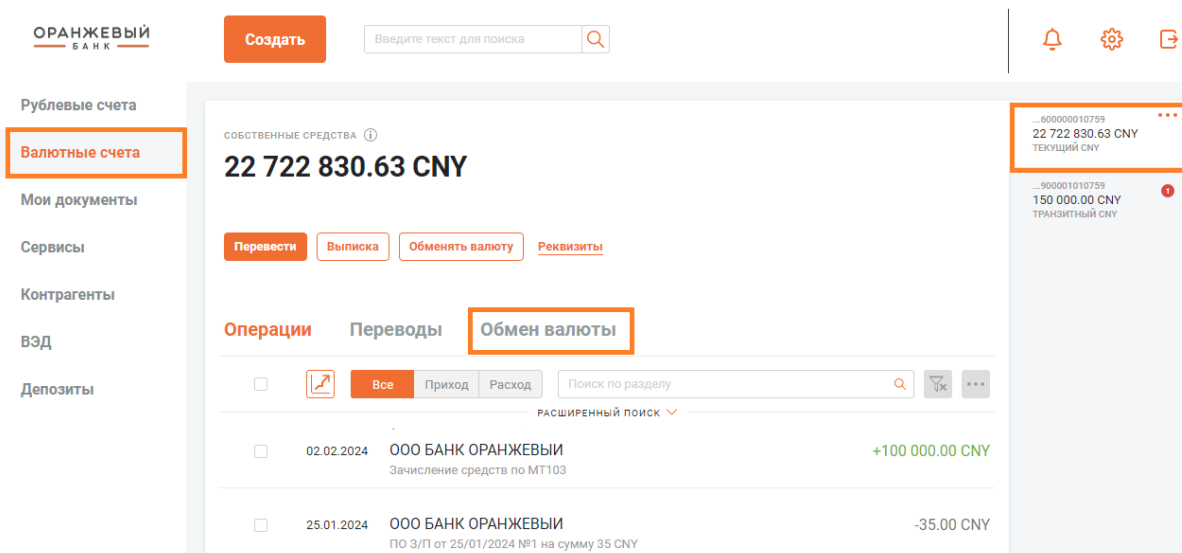 ОРАНЖЕВЫЙ
БАНК
Создать
Введите текст для поиска
Рублевые счета
Валютные счета
Мои документы
Сервисы
Контрагенты
ВЭД
Депозиты
СОБСТВЕННЫЕ СРЕДСТВА
22 722 830.63 CNY
Перевести
Выписка
Обменять валюту
Реквизиты
Операции
Переводы
Обмен валюты
Все
Приход
Расход
Поиск по разделу
РАСШИРЕННЫЙ ПОИСК
02.02.2024
ООО БАНК ОРАНЖЕВЫИ
+100 000.00 CNY
Зачисление средств по МТ103
25.01.2024
ООО БАНК ОРАНЖЕВЫИ
-35.00 CNY
ПО З/П от 25/01/2024 №1 на сумму 35 CNY
...600000010759
22 722 830.63 CNY
ТЕКУЩИЙ CNY
...900001010759
1
150 000.00 CNY
ТРАНЗИТНЫЙ CNY